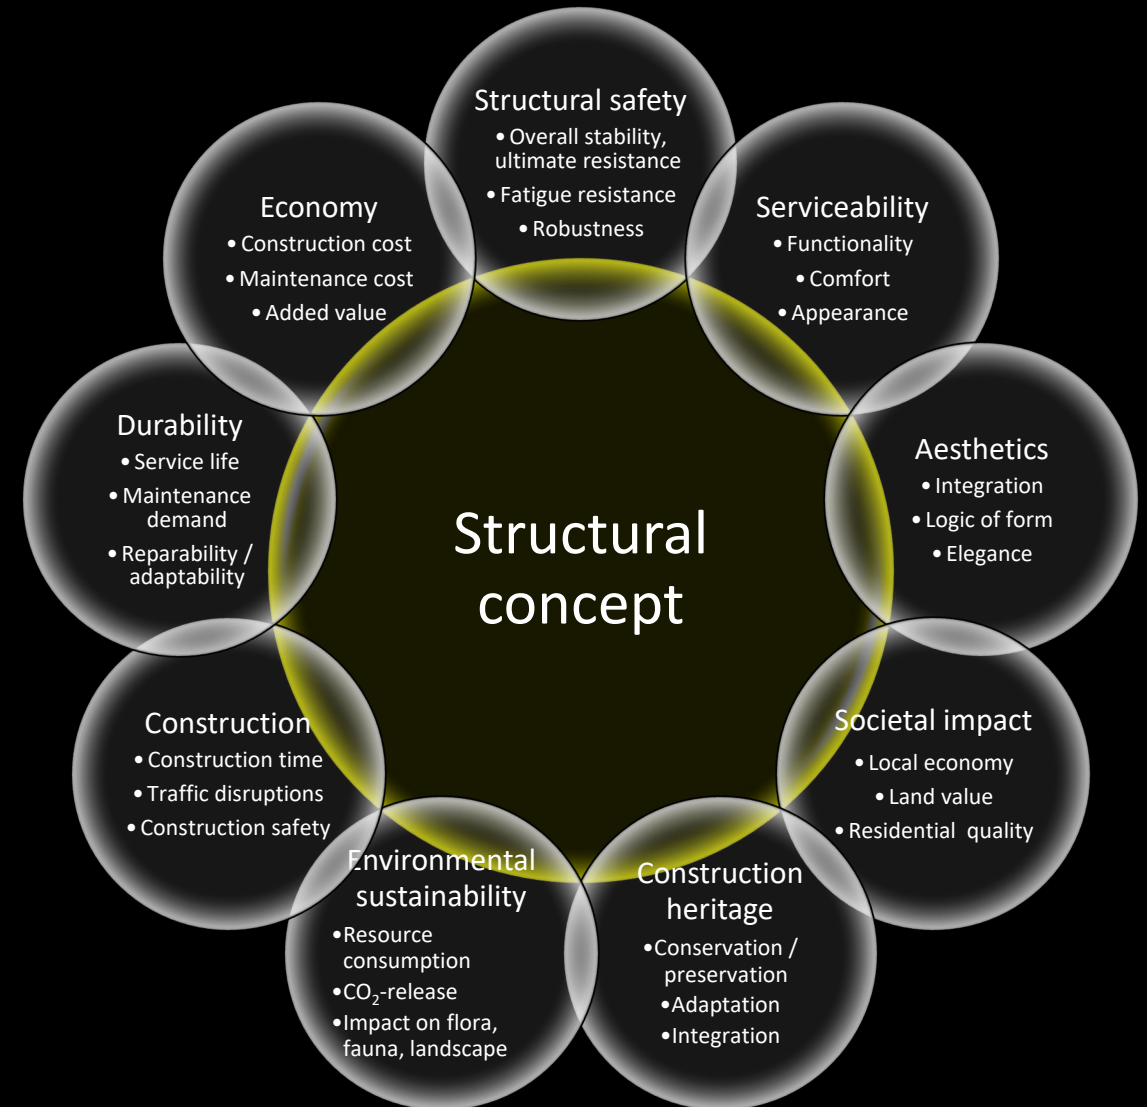 Structural safety
• Overall stability,
ultimate resistance
• Fatigue resistance
• Robustness
Serviceability
• Functionality
• Comfort
• Appearance
Aesthetics
• Integration
• Logic of form
• Elegance
Societal impact
• Local economy
• Land value
• Residential quality
Construction
heritage
•Conservation /
preservation
•Adaptation
•Integration
Environmental
sustainability
•Resource
consumption
•CO₂-release
•Impact on flora,
fauna, landscape
Construction
• Construction time
• Traffic disruptions
• Construction safety
Durability
• Service life
• Maintenance
demand
• Reparability /
adaptability
Economy
• Construction cost
• Maintenance cost
• Added value
Structural
concept